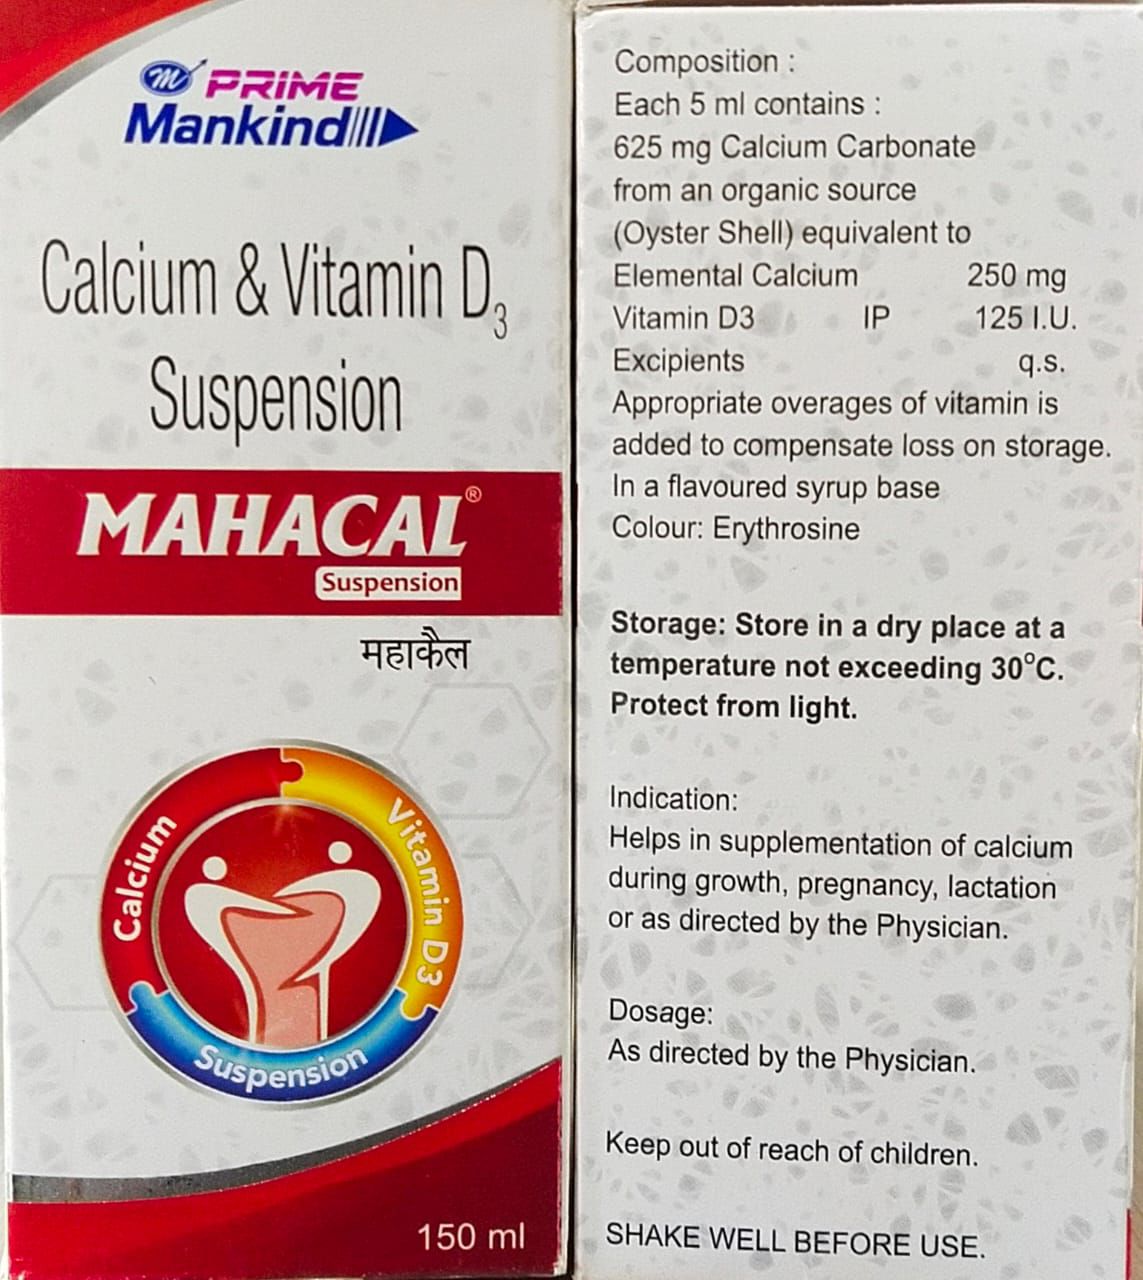 m PRIME
Mankind
Calcium & Vitamin D3
Suspension
MAHACAL®
Suspension
महाकैल
Calcium
Vitamin D3
Suspension
150 ml
Composition :
Each 5 ml contains :
625 mg Calcium Carbonate
from an organic source
(Oyster Shell) equivalent to
Elemental Calcium 250 mg
Vitamin D3 IP 125 I.U.
Excipients q.s.
Appropriate overages of vitamin is
added to compensate loss on storage.
In a flavoured syrup base
Colour: Erythrosine
Storage: Store in a dry place at a
temperature not exceeding 30°C.
Protect from light.
Indication:
Helps in supplementation of calcium
during growth, pregnancy, lactation
or as directed by the Physician.
Dosage:
As directed by the Physician.
Keep out of reach of children.
SHAKE WELL BEFORE USE.